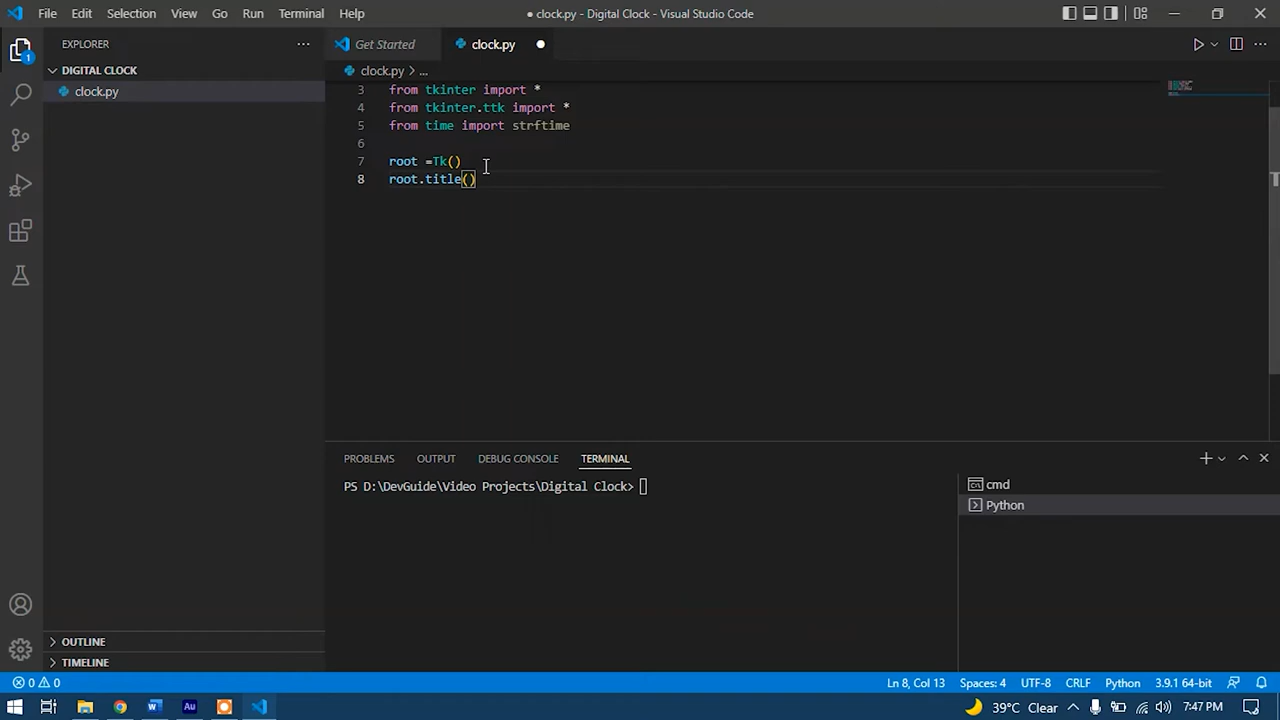 File Edit Selection View Go Run Terminal Help
● clock.py - Digital Clock - Visual Studio Code
EXPLORER
Get Started
clock.py
DIGITAL CLOCK
clock.py > ...
clock.py
3 from tkinter import *
4 from tkinter.ttk import *
5 from time import strftime
6
7 root =Tk()
8 root.title()
PROBLEMS OUTPUT DEBUG CONSOLE TERMINAL
PS D:\DevGuide\Video Projects\Digital Clock>
cmd
Python
OUTLINE
TIMELINE
0 0 Ln 8, Col 13 Spaces: 4 UTF-8 CRLF Python 3.9.1 64-bit
39°C Clear 7:47 PM